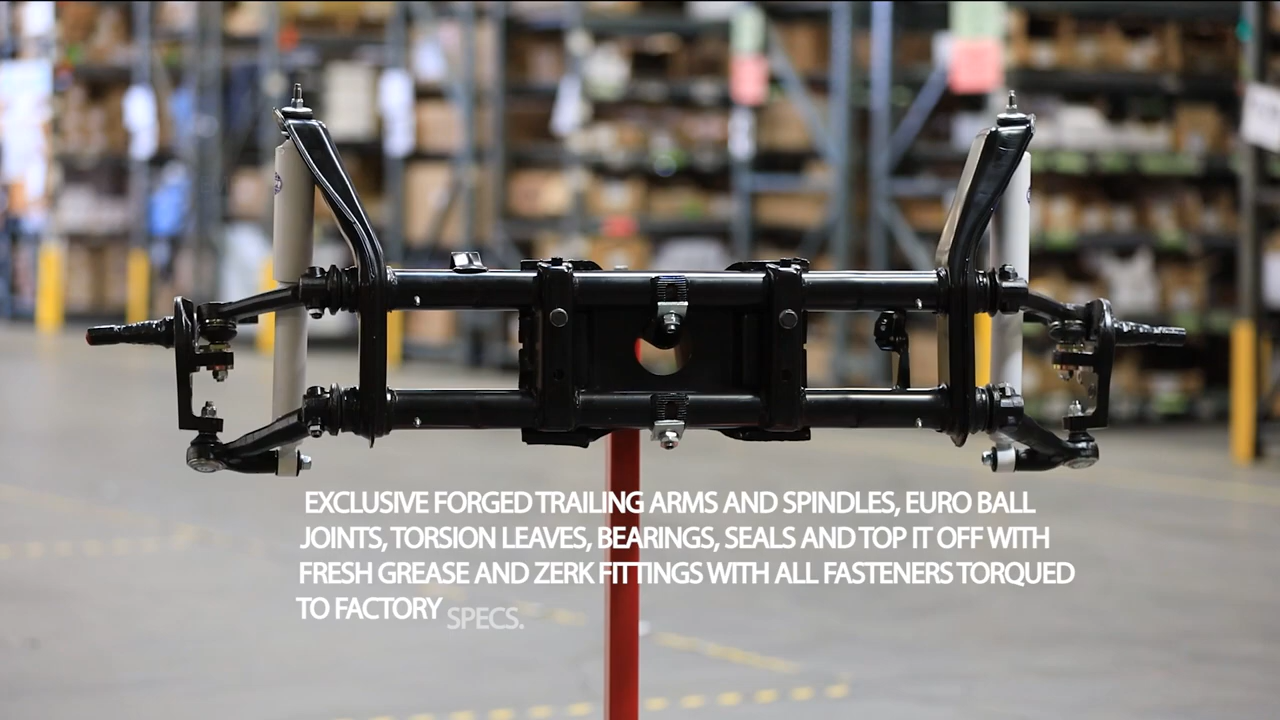 EXCLUSIVE FORGED TRAILING ARMS AND SPINDLES, EURO BALL
JOINTS, TORSION LEAVES, BEARINGS, SEALS AND TOP IT OFF WITH
FRESH GREASE AND ZERK FITTINGS WITH ALL FASTENERS TORQUED
TO FACTORY SPECS.